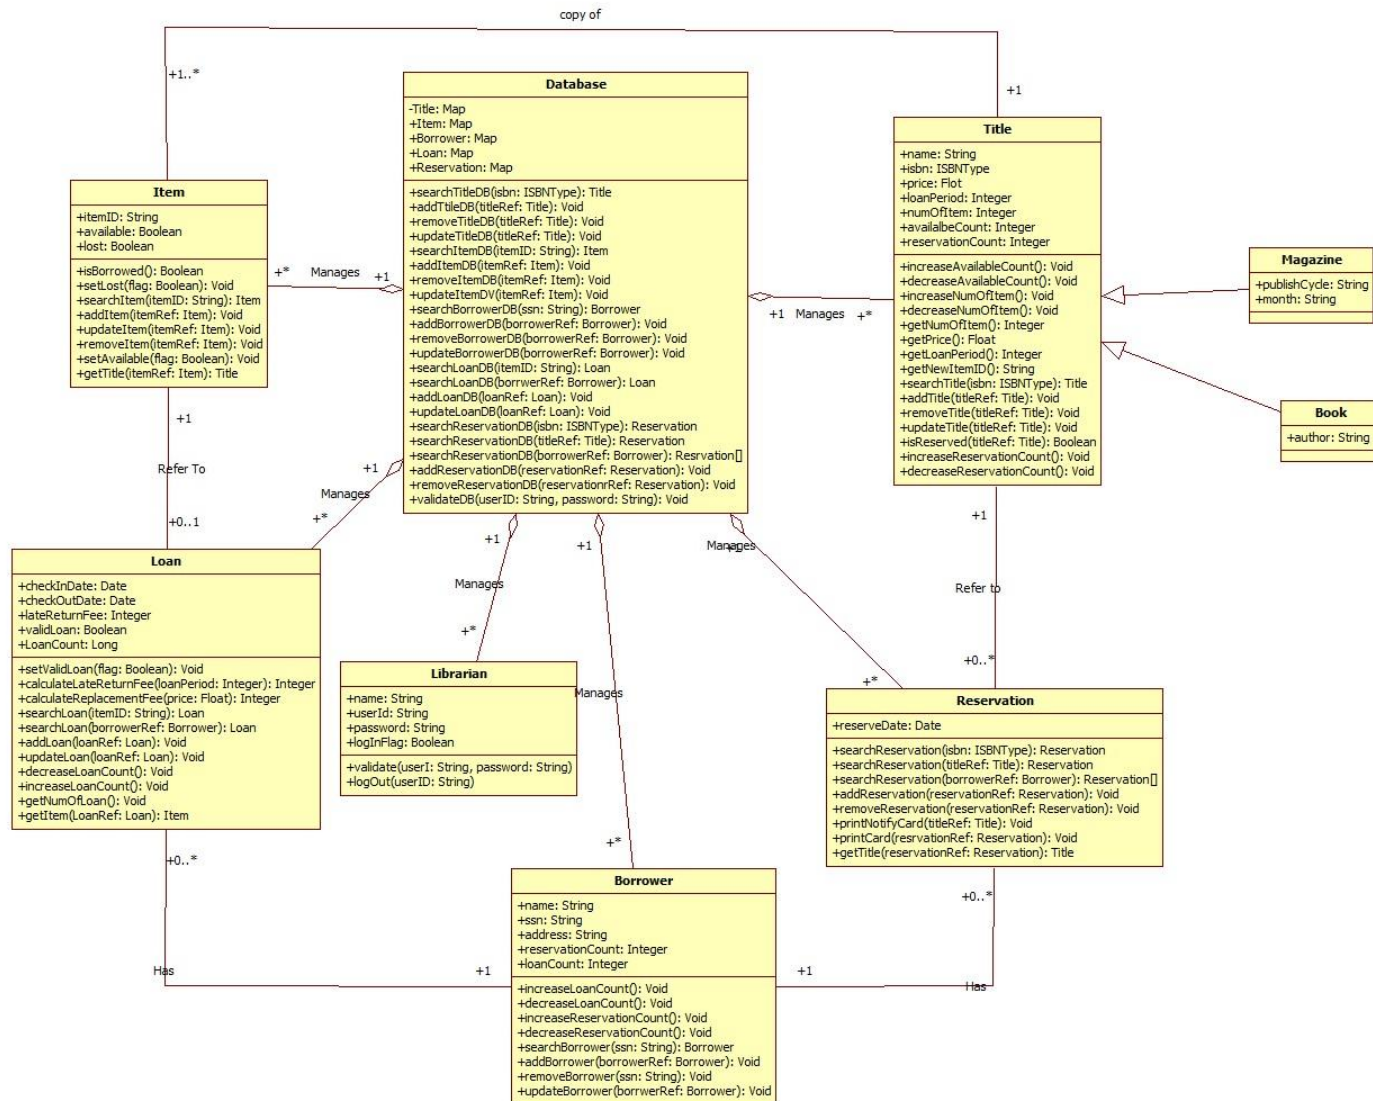 copy of
+1..*
+1
Database
-Title: Map
+Item: Map
+Borrower: Map
+Loan: Map
+Reservation: Map
+searchTitleDB(isbn: ISBNType): Title
+addTtleDB(titleRef: Title): Void
+removeTitleDB(titleRef: Title): Void
+updateTitleDB(titleRef: Title): Void
+searchItemDB(itemID: String): Item
+addItemDB(itemRef: Item): Void
+removeItemDB(itemRef: Item): Void
+updateItemDV(itemRef: Item): Void
+searchBorrowerDB(ssn: String): Borrower
+addBorrowerDB(borrowerRef: Borrower): Void
+removeBorrowerDB(borrowerRef: Borrower): Void
+updateBorrowerDB(borrowerRef: Borrower): Void
+searchLoanDB(itemID: String): Loan
+searchLoanDB(borrwerRef: Borrower): Loan
+addLoanDB(loanRef: Loan): Void
+updateLoanDB(loanRef: Loan): Void
+searchReservationDB(isbn: ISBNType): Reservation
+searchReservationDB(titleRef: Title): Reservation
+searchReservationDB(borrowerRef: Borrower): Resrvation[]
+addReservationDB(reservationRef: Reservation): Void
+removeReservationDB(reservationrRef: Reservation): Void
+validateDB(userID: String, password: String): Void
Title
+name: String
+isbn: ISBNType
+price: Flot
+loanPeriod: Integer
+numOfItem: Integer
+availalbeCount: Integer
+reservationCount: Integer
+increaseAvailableCount(): Void
+decreaseAvailableCount(): Void
+increaseNumOfItem(): Void
+decreaseNumOfItem(): Void
+getNumOfItem(): Integer
+getPrice(): Float
+getLoanPeriod(): Integer
+getNewItemID(): String
+searchTitle(isbn: ISBNType): Title
+addTitle(titleRef: Title): Void
+removeTitle(titleRef: Title): Void
+updateTitle(titleRef: Title): Void
+isReserved(titleRef: Title): Boolean
+increaseReservationCount(): Void
+decreaseReservationCount(): Void
Item
+itemID: String
+available: Boolean
+lost: Boolean
+isBorrowed(): Boolean
+setLost(flag: Boolean): Void
+searchItem(itemID: String): Item
+addItem(itemRef: Item): Void
+updateItem(itemRef: Item): Void
+removeItem(itemRef: Item): Void
+setAvailable(flag: Boolean): Void
+getTitle(itemRef: Item): Title
+*
Manages
+1
+1
Manages
+*
Magazine
+publishCycle: String
+month: String
Book
+author: String
+1
Refer To
+0..1
+1
Manages
+*
+1
Manages
+*
+1
Manages
+*
Manages
+1
+*
+1
Refer to
+0..*
Loan
+checkInDate: Date
+checkOutDate: Date
+lateReturnFee: Integer
+validLoan: Boolean
+LoanCount: Long
+setValidLoan(flag: Boolean): Void
+calculateLateReturnFee(loanPeriod: Integer): Integer
+calculateReplacementFee(price: Float): Integer
+searchLoan(itemID: String): Loan
+searchLoan(borrowerRef: Borrower): Loan
+addLoan(loanRef: Loan): Void
+updateLoan(loanRef: Loan): Void
+decreaseLoanCount(): Void
+increaseLoanCount(): Void
+getNumOfLoan(): Void
+getItem(LoanRef: Loan): Item
Librarian
+name: String
+userId: String
+password: String
+logInFlag: Boolean
+validate(userI: String, password: String)
+logOut(userID: String)
Reservation
+reserveDate: Date
+searchReservation(isbn: ISBNType): Reservation
+searchReservation(titleRef: Title): Reservation
+searchReservation(borrowerRef: Borrower): Reservation[]
+addReservation(reservationRef: Reservation): Void
+removeReservation(reservationRef: Reservation): Void
+printNotifyCard(titleRef: Title): Void
+printCard(resrvationRef: Reservation): Void
+getTitle(reservationRef: Reservation): Title
+0..*
Has
+1
+0..*
+1
Has
Borrower
+name: String
+ssn: String
+address: String
+reservationCount: Integer
+loanCount: Integer
+increaseLoanCount(): Void
+decreaseLoanCount(): Void
+increaseReservationCount(): Void
+decreaseReservationCount(): Void
+searchBorrower(ssn: String): Borrower
+addBorrower(borrowerRef: Borrower): Void
+removeBorrower(ssn: String): Void
+updateBorrower(borrwerRef: Borrower): Void